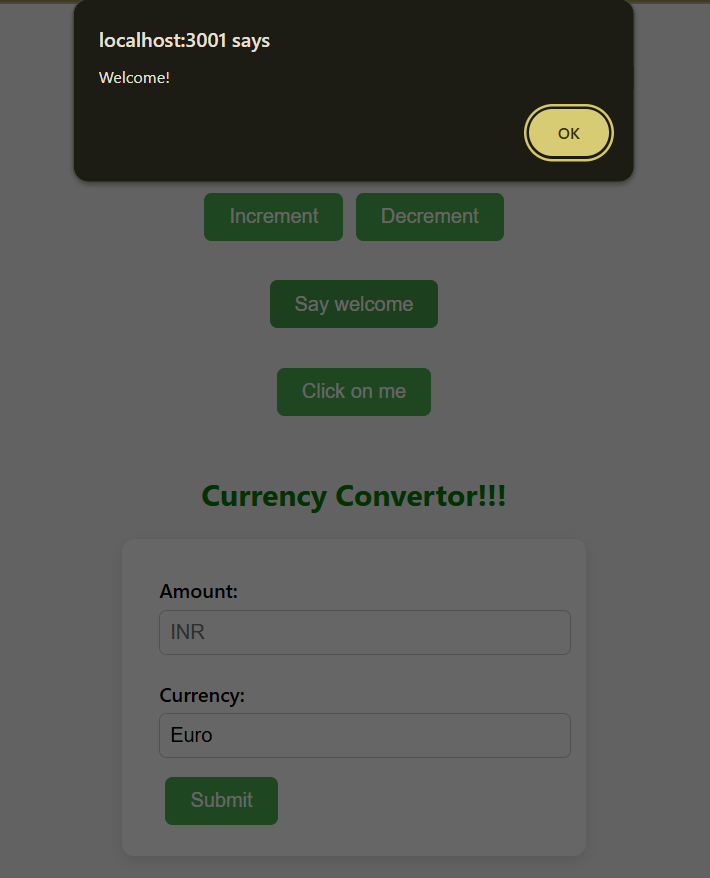 localhost:3001 says
Welcome!
OK
Increment Decrement
Say welcome
Click on me
Currency Convertor!!!
Amount:
INR
Currency:
Euro
Submit